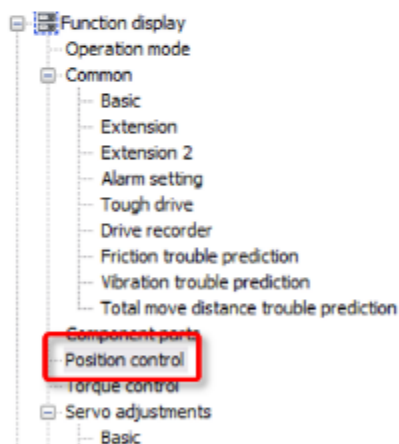 Function display
Operation mode
Common
Basic
Extension
Extension 2
Alarm setting
Tough drive
Drive recorder
Friction trouble prediction
Vibration trouble prediction
Total move distance trouble prediction
Component parts
Position control
Torque control
Servo adjustments
Basic